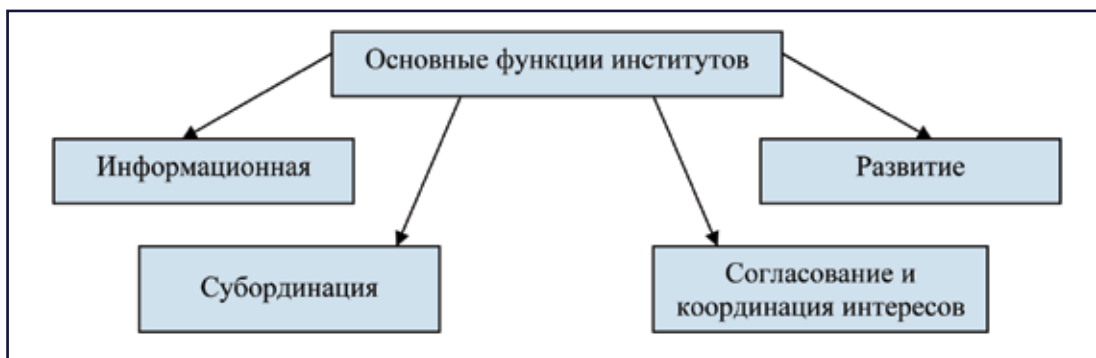 Основные функции институтов
Информационная
Развитие
Субординация
Согласование и
координация интересов